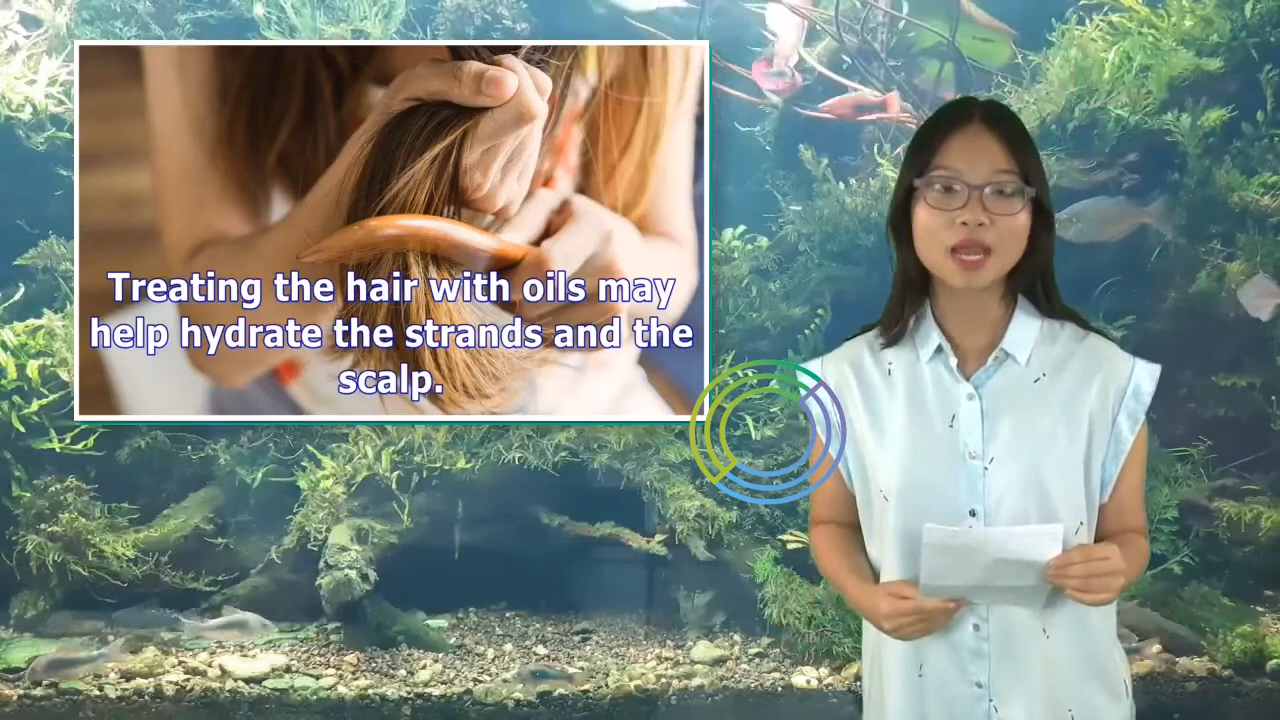 Treating the hair with oils may
help hydrate the strands and the
scalp.